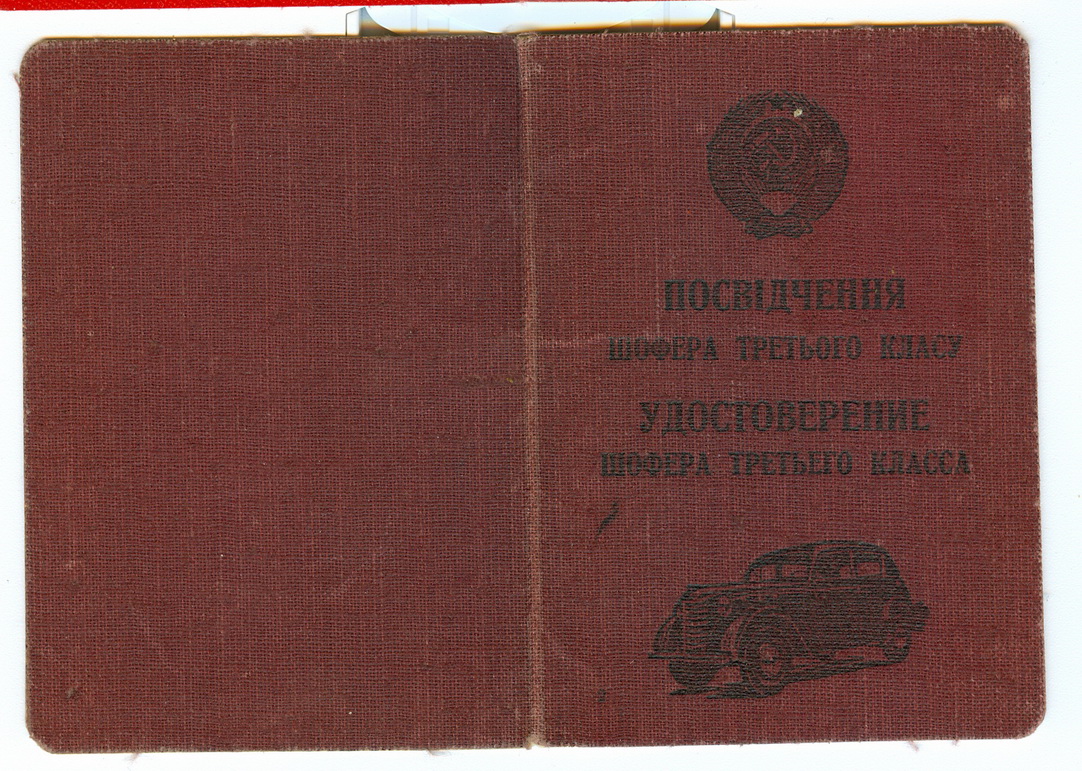 ПОСВІДЧЕННЯ
ШОФЕРА ТРЕТЬОГО КЛАСУ
УДОСТОВЕРЕНИЕ
ШОФЕРА ТРЕТЬЕГО КЛАССА